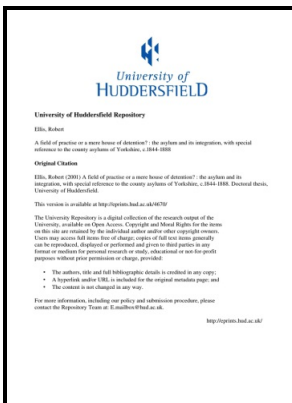 University of
HUDDERSFIELD
University of Huddersfield Repository
Ellis, Robert
A field of practise or a mere house of detention? : the asylum and its integration, with special
reference to the county asylums of Yorkshire, c.1844-1888
Original Citation
Ellis, Robert (2001) A field of practise or a mere house of detention? : the asylum and its
integration, with special reference to the county asylums of Yorkshire, c.1844-1888. Doctoral thesis,
University of Huddersfield.
This version is available at http://eprints.hud.ac.uk/4670/
The University Repository is a digital collection of the research output of the
University, available on Open Access. Copyright and Moral Rights for the items
on this site are retained by the individual author and/or other copyright owners.
Users may access full items free of charge; copies of full text items generally
can be reproduced, displayed or performed and given to third parties in any
format or medium for personal research or study, educational or not-for-profit
purposes without prior permission or charge, provided:
• The authors, title and full bibliographic details is credited in any copy;
• A hyperlink and/or URL is included for the original metadata page; and
• The content is not changed in any way.
For more information, including our policy and submission procedure, please
contact the Repository Team at: E.mailbox@hud.ac.uk.
http://eprints.hud.ac.uk/